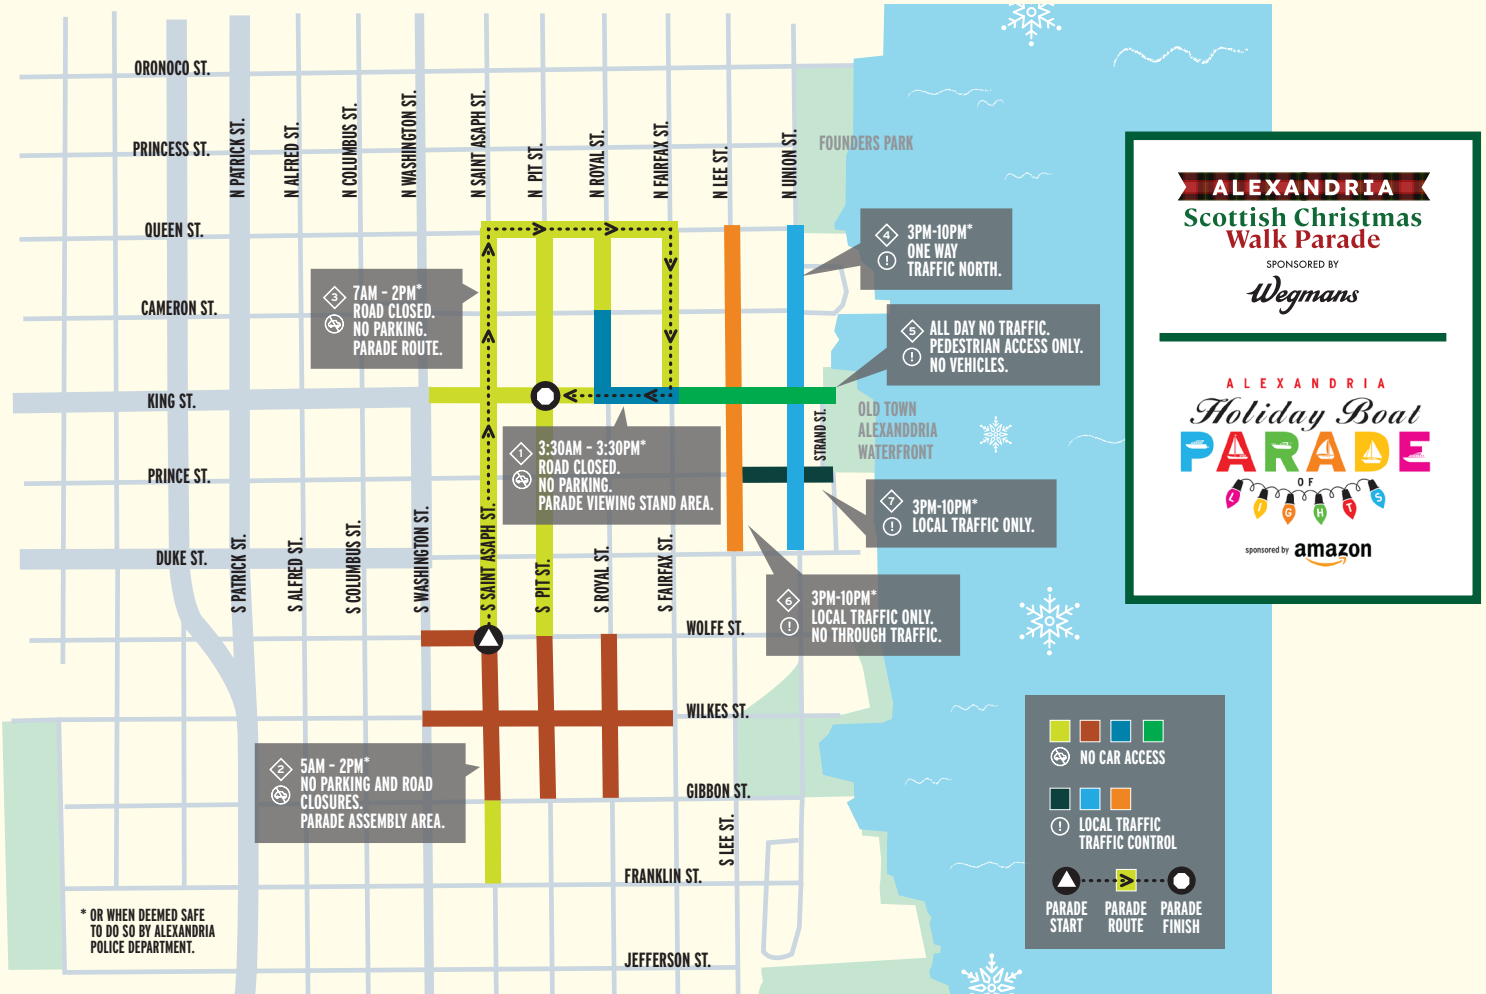 ORONOCO ST.
PRINCESS ST.
QUEEN ST.
CAMERON ST.
KING ST.
PRINCE ST.
DUKE ST.
N PATRICK ST.
N ALFRED ST.
N COLUMBUS ST.
N WASHINGTON ST.
N SAINT ASAPH ST.
N PIT ST.
N ROYAL ST.
N FAIRFAX ST.
N LEE ST.
N UNION ST.
FOUNDERS PARK
4
3PM-10PM*
! ONE WAY
TRAFFIC NORTH.
3
7AM – 2PM*
ROAD CLOSED.
NO PARKING.
PARADE ROUTE.
5
ALL DAY NO TRAFFIC.
! PEDESTRIAN ACCESS ONLY.
NO VEHICLES.
1
3:30AM – 3:30PM*
ROAD CLOSED.
NO PARKING.
PARADE VIEWING STAND AREA.
STRAND ST.
OLD TOWN
ALEXANDDRIA
WATERFRONT
7
3PM-10PM*
! LOCAL TRAFFIC ONLY.
6
3PM-10PM*
! LOCAL TRAFFIC ONLY.
NO THROUGH TRAFFIC.
S PATRICK ST.
S ALFRED ST.
S COLUMBUS ST.
S WASHINGTON ST.
S SAINT ASAPH ST.
S PIT ST.
S ROYAL ST.
S FAIRFAX ST.
WOLFE ST.
WILKES ST.
GIBBON ST.
S LEE ST.
FRANKLIN ST.
JEFFERSON ST.
2
5AM – 2PM*
NO PARKING AND ROAD
CLOSURES.
PARADE ASSEMBLY AREA.
* OR WHEN DEEMED SAFE
TO DO SO BY ALEXANDRIA
POLICE DEPARTMENT.
ALEXANDRIA
Scottish Christmas
Walk Parade
SPONSORED BY
Wegmans
ALEXANDRIA
Holiday Boat
PARADE
OF
LIGHTS
sponsored by amazon
NO CAR ACCESS
! LOCAL TRAFFIC
TRAFFIC CONTROL
PARADE START
PARADE ROUTE
PARADE FINISH